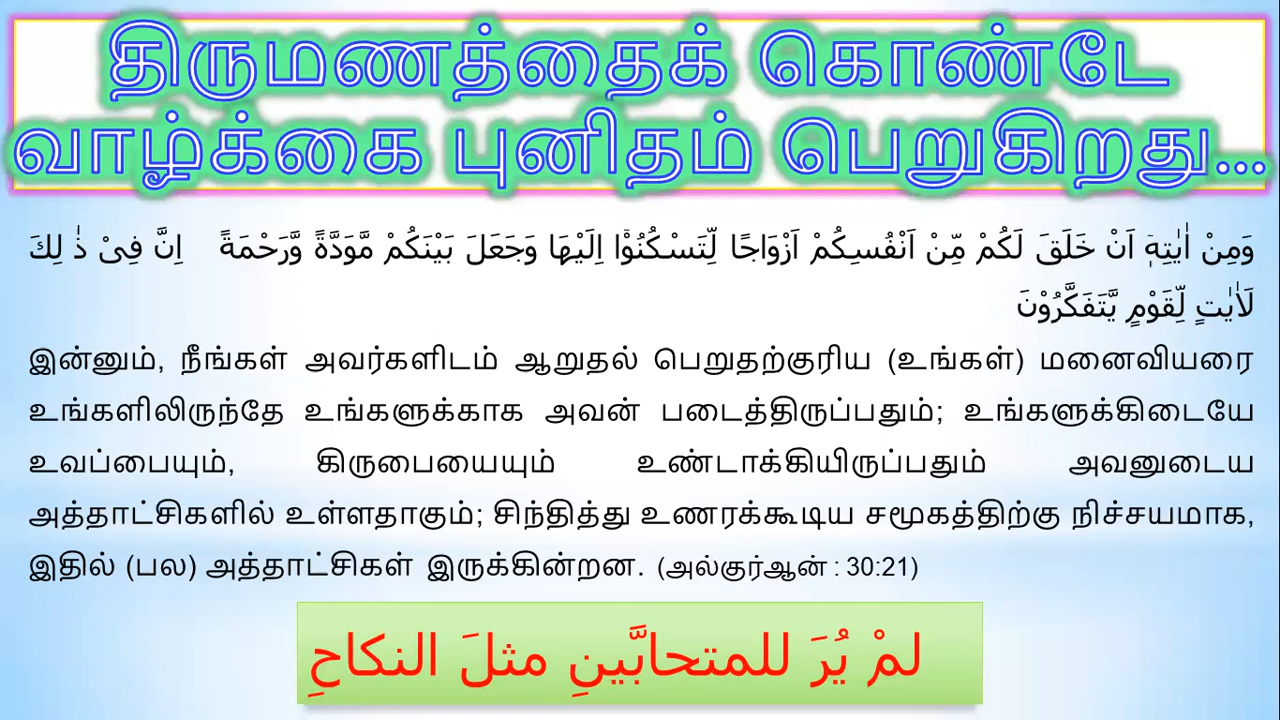 திருமணத்தைக் கொண்டே
வாழ்க்கை புனிதம் பெறுகிறது...
وَمِنْ اٰيٰتِهٖۤ اَنْ خَلَقَ لَكُمْ مِّنْ اَنْفُسِكُمْ اَزْوَاجًا لِّتَسْكُنُوْۤا اِلَيْهَا وَجَعَلَ بَيْنَكُمْ مَّوَدَّةً وَّرَحْمَةً اِنَّ فِىْ ذٰ لِكَ
لَاٰيٰتٍ لِّقَوْمٍ يَّتَفَكَّرُوْنَ
இன்னும், நீங்கள் அவர்களிடம் ஆறுதல் பெறுதற்குரிய (உங்கள்) மனைவியரை
உங்களிலிருந்தே உங்களுக்காக அவன் படைத்திருப்பதும்; உங்களுக்கிடையே
உவப்பையும், கிருபையையும் உண்டாக்கியிருப்பதும் அவனுடைய
அத்தாட்சிகளில் உள்ளதாகும்; சிந்தித்து உணரக்கூடிய சமூகத்திற்கு நிச்சயமாக,
இதில் (பல) அத்தாட்சிகள் இருக்கின்றன. (அல்குர்ஆன் : 30:21)
لمْ يُرَ للمتحابَّينِ مثلَ النكاحِ